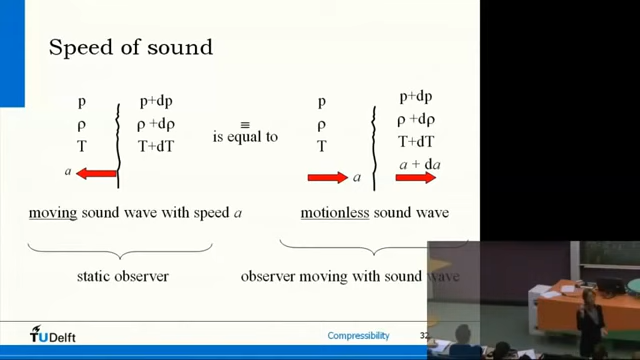 Speed of sound
p
ρ
T
a
p+dp
ρ +dρ
T+dT
≡
is equal to
p
ρ
T
a
p+dp
ρ +dρ
T+dT
a + da
moving sound wave with speed a
motionless sound wave
static observer
observer moving with sound wave
TUDelft
Compressibility